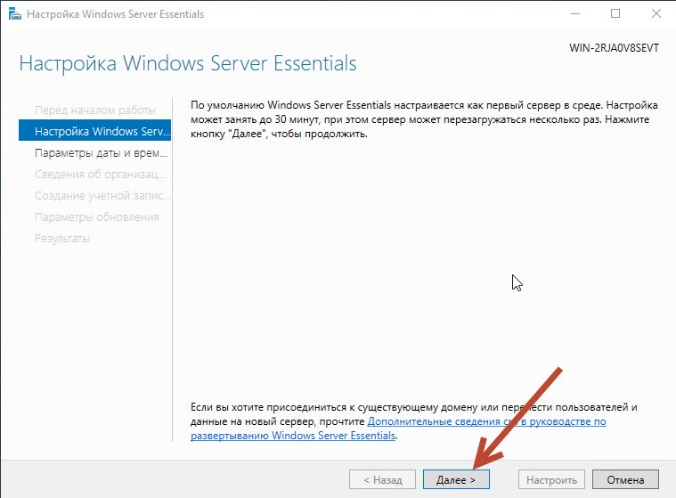 Настройка Windows Server Essentials
WIN-2RJA0V8SEVT
Настройка Windows Server Essentials
Перед началом работы
Настройка Windows Serv...
Параметры даты и врем...
Сведения об организац...
Создание учетной запис...
Параметры обновления
Результаты
По умолчанию Windows Server Essentials настраивается как первый сервер в среде. Настройка
может занять до 30 минут, при этом сервер может перезагружаться несколько раз. Нажмите
кнопку "Далее", чтобы продолжить.
Если вы хотите присоединиться к существующему домену или перенести пользователей и
данные на новый сервер, прочтите Дополнительные сведения см в руководстве по
развертыванию Windows Server Essentials.
< Назад
Далее >
Настроить
Отмена